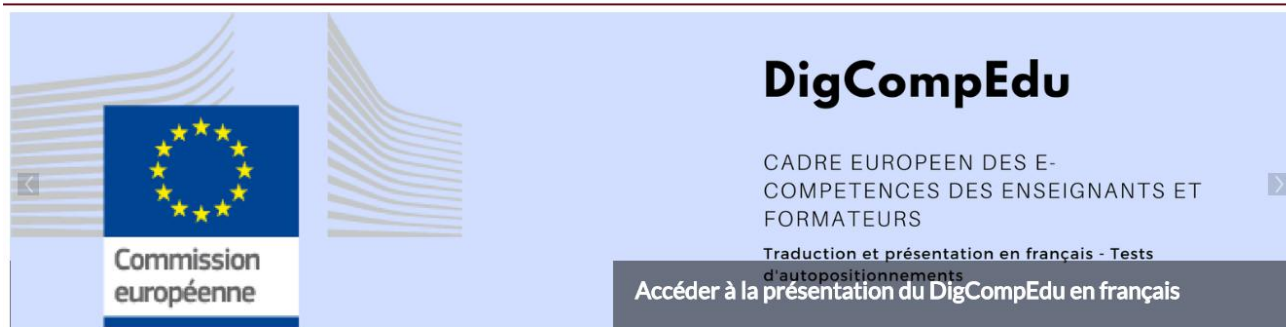 DigCompEdu
CADRE EUROPEEN DES E-
COMPETENCES DES ENSEIGNANTS ET
FORMATEURS
Traduction et présentation en français - Tests
d'autopositionnements
Accéder à la présentation du DigCompEdu en français
Commission
européenne